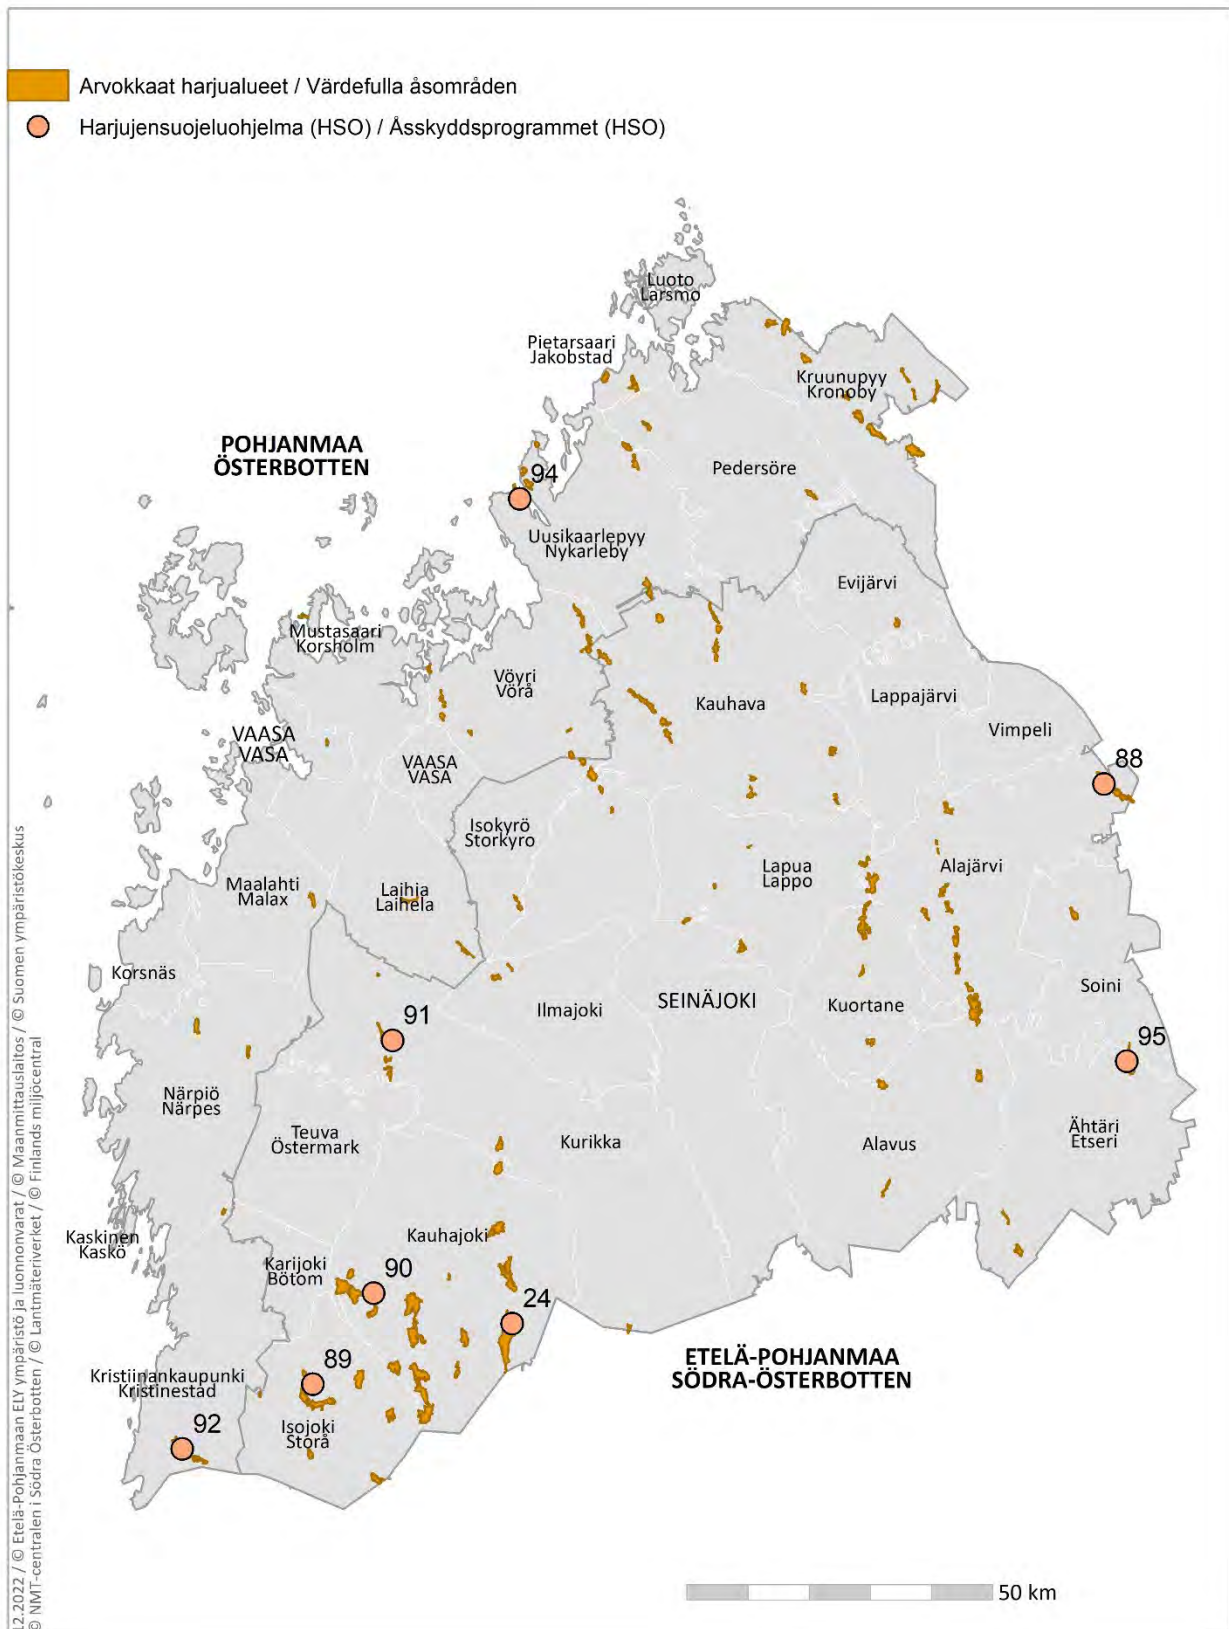 Arvokkaat harjualueet / Värdefulla åsområden
Harjujensuojeluohjelma (HSO) / Åsskyddsprogrammet (HSO)
Luoto
Larsmo
Pietarsaari
Jakobstad
Kruunupyy
Kronoby
POHJANMAA
ÖSTERBOTTEN
Pedersöre
94
Uusikaarlepyy
Nykarleby
Evijärvi
Mustasaari
Korsholm
Vöyri
Vörå
Kauhava
Lappajärvi
Vimpeli
VAASA
VASA
VAASA
VASA
88
Isokyrö
Storkyro
Lapua
Lappo
Alajärvi
Maalahti
Malax
Laihia
Laihela
Korsnäs
Soini
91
Ilmajoki
SEINÄJOKI
Kuortane
95
Närpiö
Närpes
Teuva
Östermark
Kurikka
Alavus
Ähtäri
Etseri
Kaskinen
Kaskö
Kauhajoki
Karijoki
Bötom
90
24
ETELÄ-POHJANMAA
SÖDRA-ÖSTERBOTTEN
89
Kristiinankaupunki
Kristinestad
92
Isojoki
Storå
50 km
12.2022 / © Etelä-Pohjanmaan ELY ympäristö ja luonnonvarat / © Maanmittauslaitos / © Suomen ympäristökeskus
© NMT-centralen i Södra Österbotten / © Lantmäteriverket / © Finlands miljöcentral